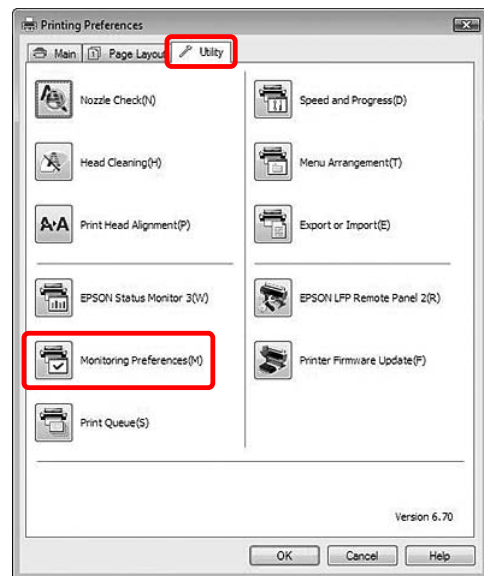 Printing Preferences
Main
Page Layout
Utility
Nozzle Check(N)
Speed and Progress(D)
Head Cleaning(H)
Menu Arrangement(T)
Print Head Alignment(P)
Export or Import(E)
EPSON Status Monitor 3(W)
EPSON LFP Remote Panel 2(R)
Monitoring Preferences(M)
Printer Firmware Update(F)
Print Queue(S)
Version 6.70
OK
Cancel
Help